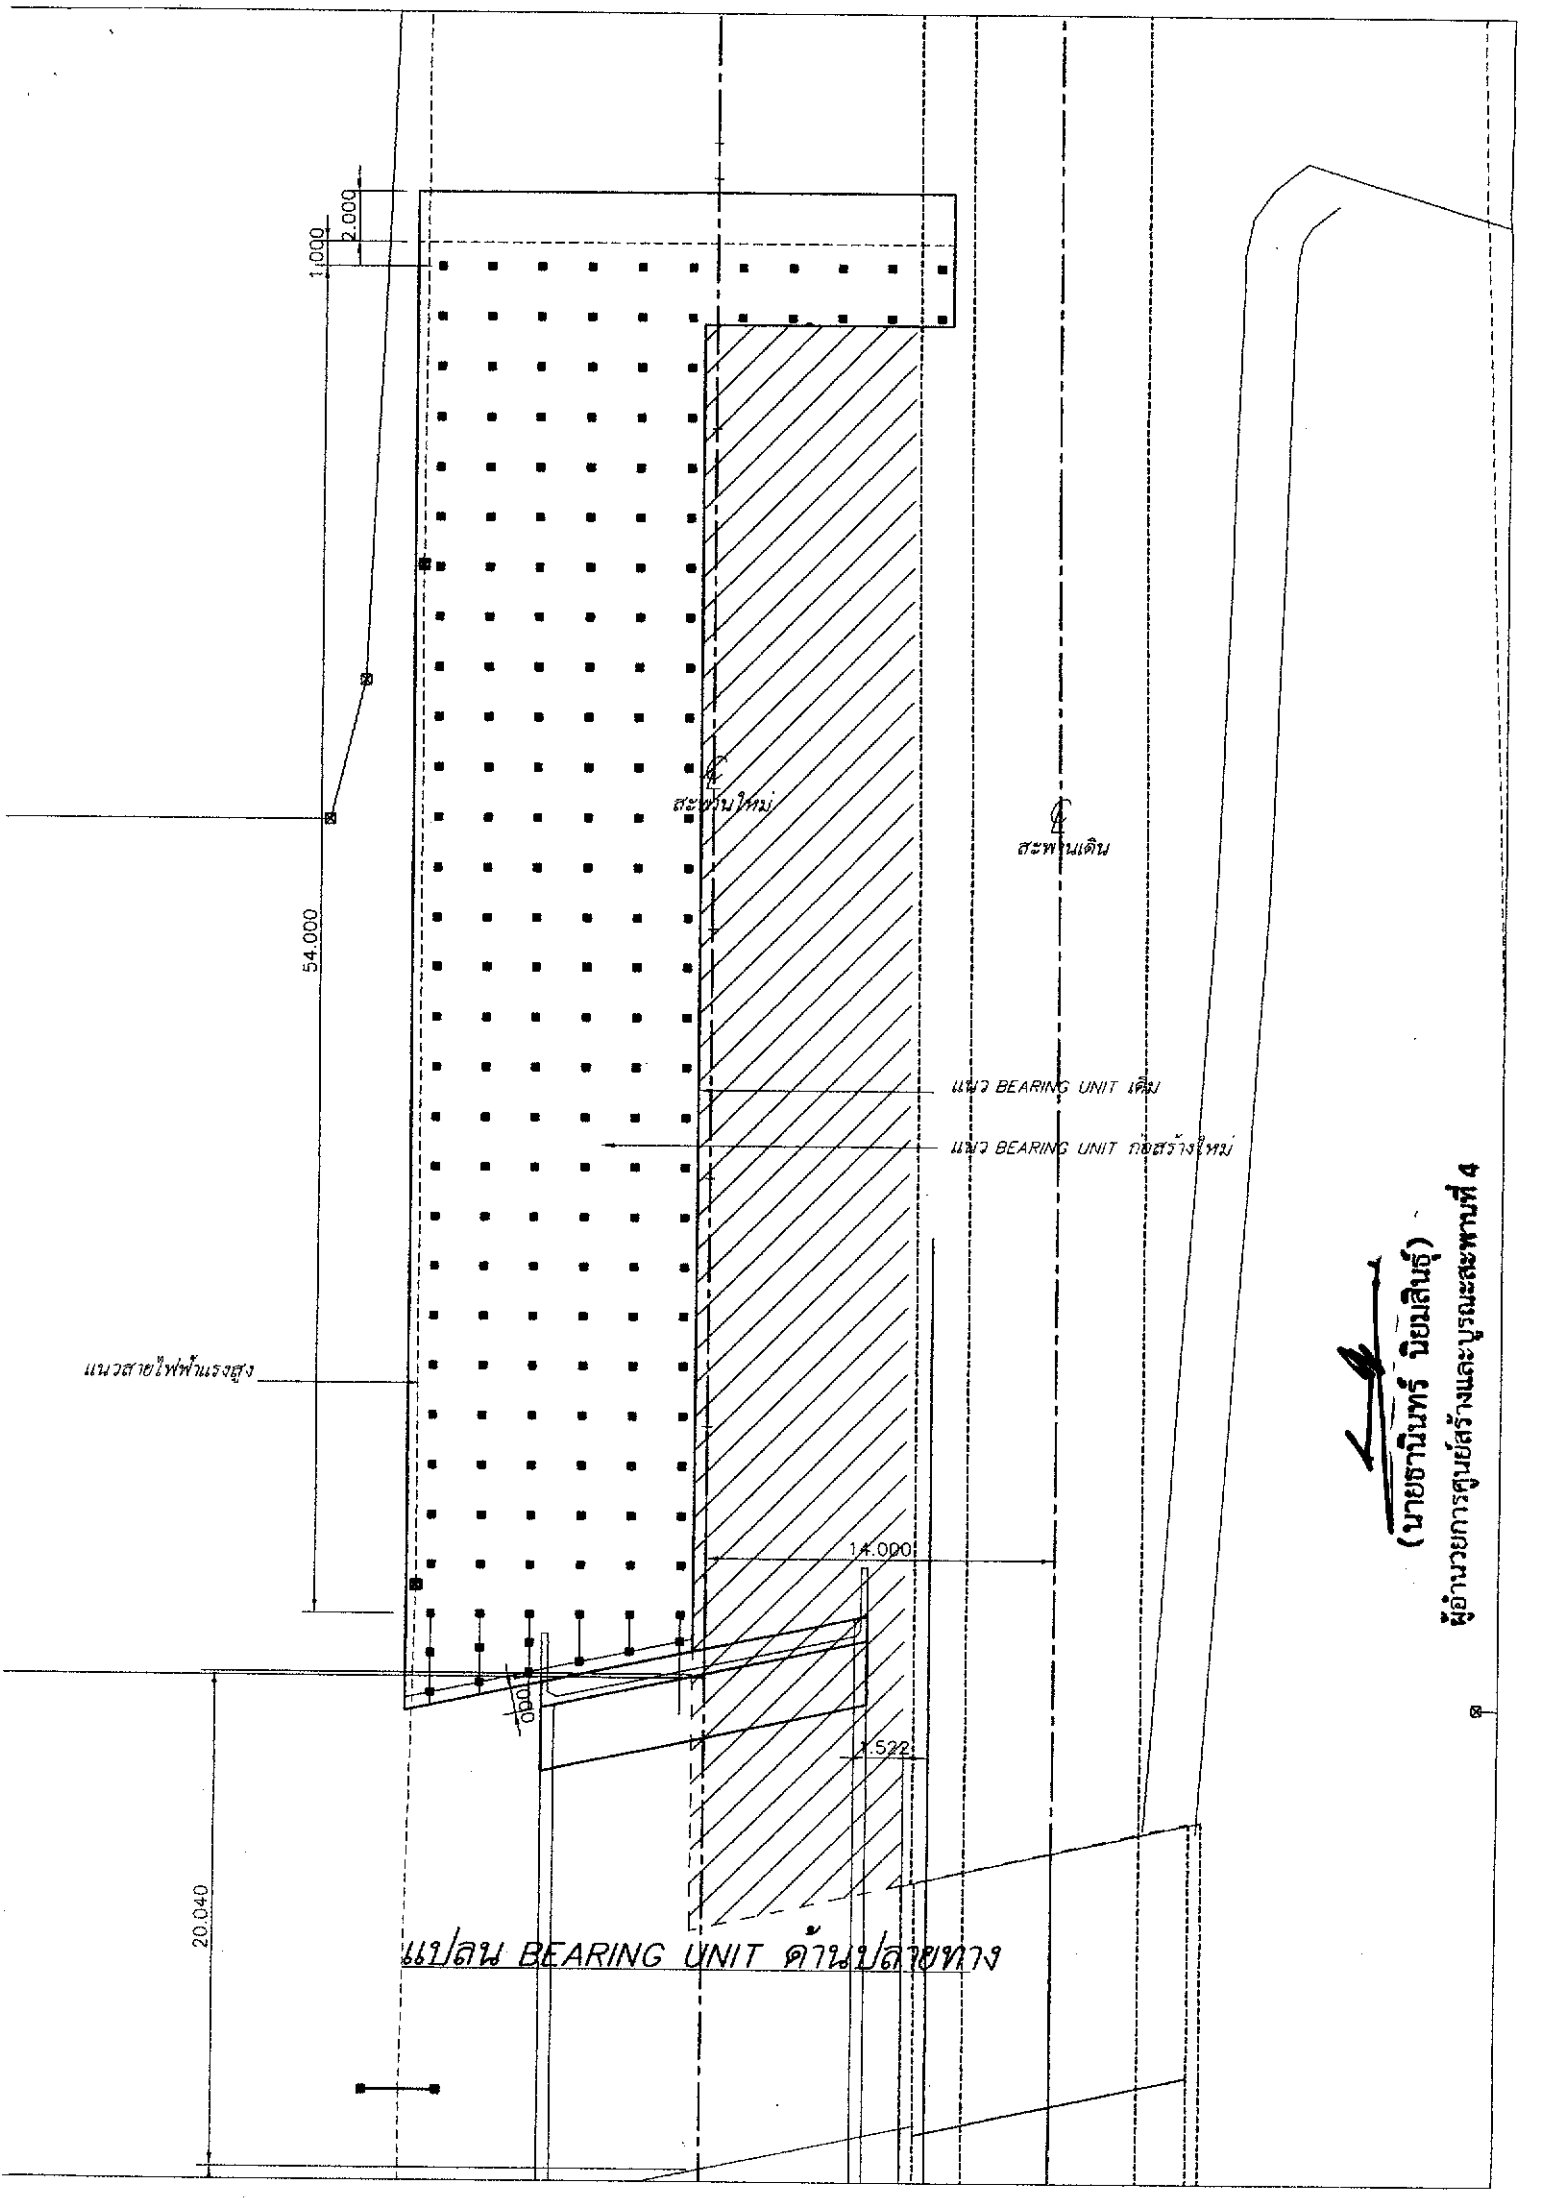 2.000
1.000
สะพานใหม่
สะพานเดิม
54.000
แนว BEARING UNIT เดิม
แนว BEARING UNIT ก่อสร้างใหม่
แนวสายไฟฟ้าแรงสูง
14.000
1.522
20.040
แปลน BEARING UNIT ด้านปลายทาง
(นายธานินทร์ นิยมสินธุ์)
ผู้อำนวยการศูนย์สร้างและบูรณะสะพานที่ 4